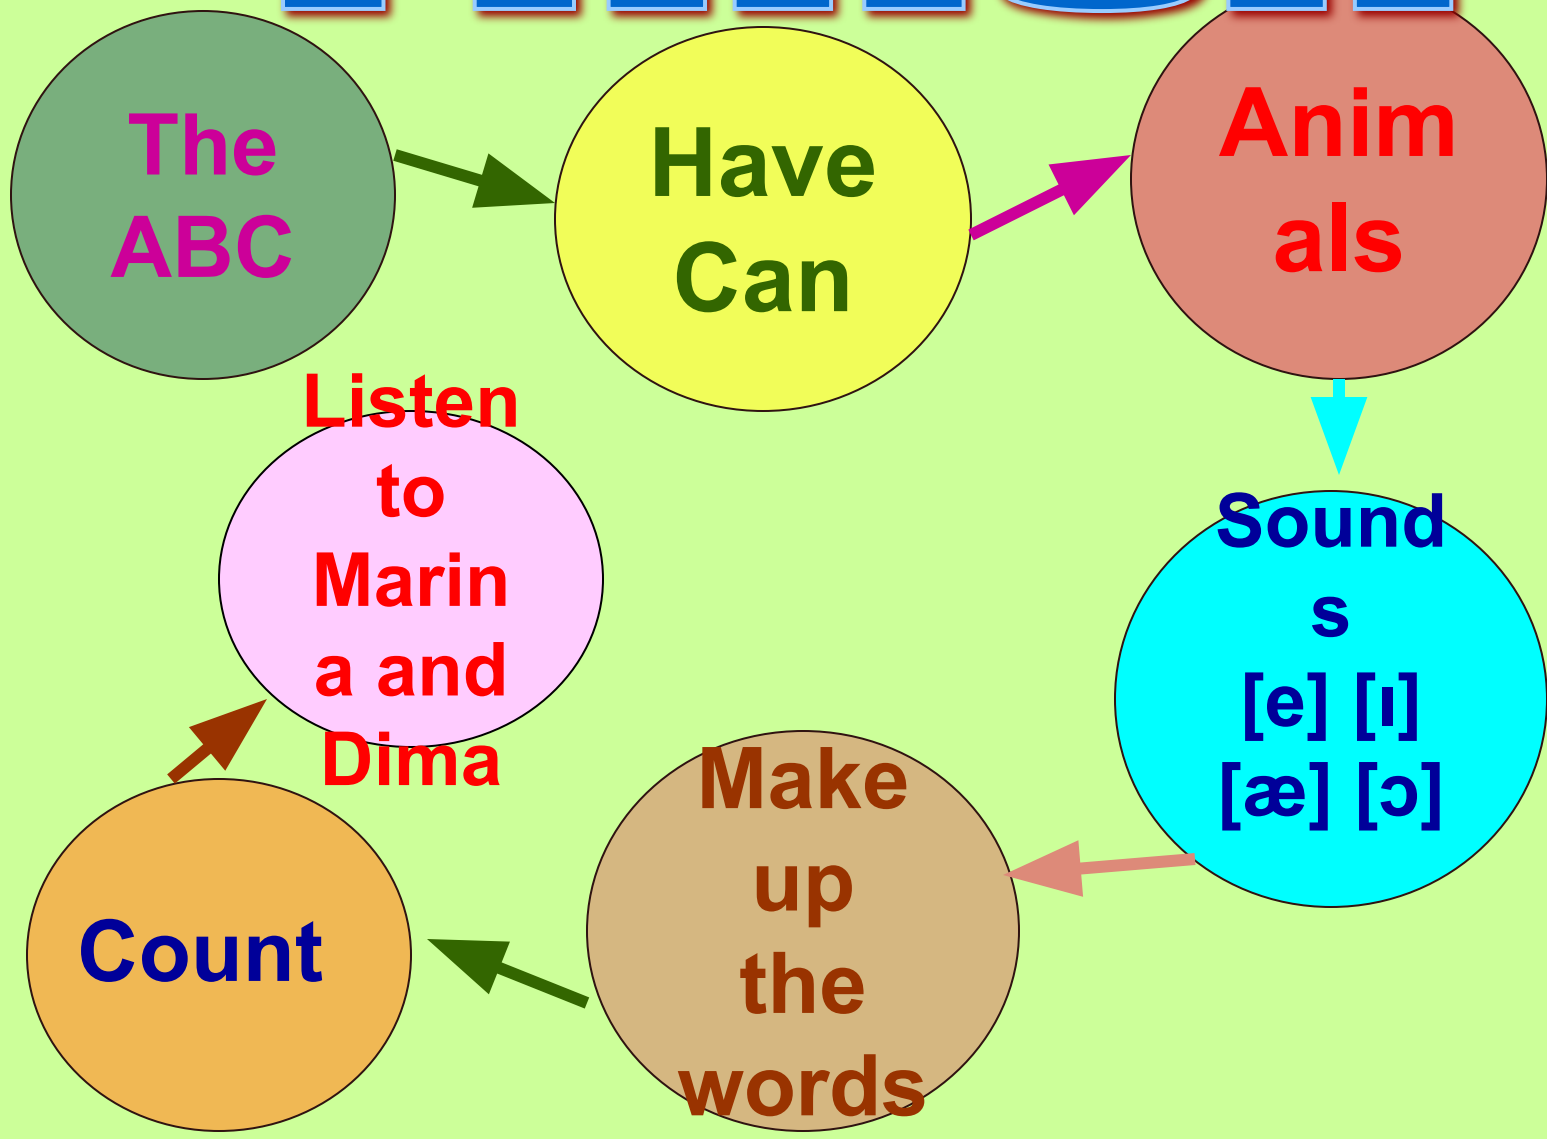 The
ABC
Have
Can
Anim
als
Sound
s
[e] [ı]
[æ] [ɔ]
Make
up
the
words
Count
Listen
to
Marin
a and
Dima